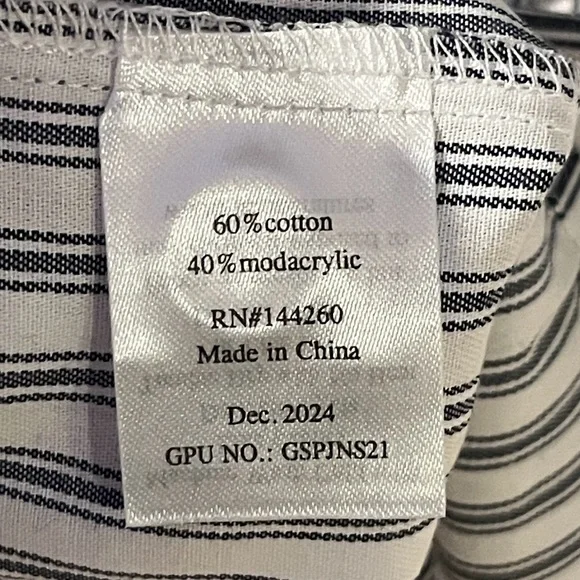 60%cotton
40%modacrylic
RN#144260
Made in China
Dec. 2024
GPU NO.: GSPJNS21